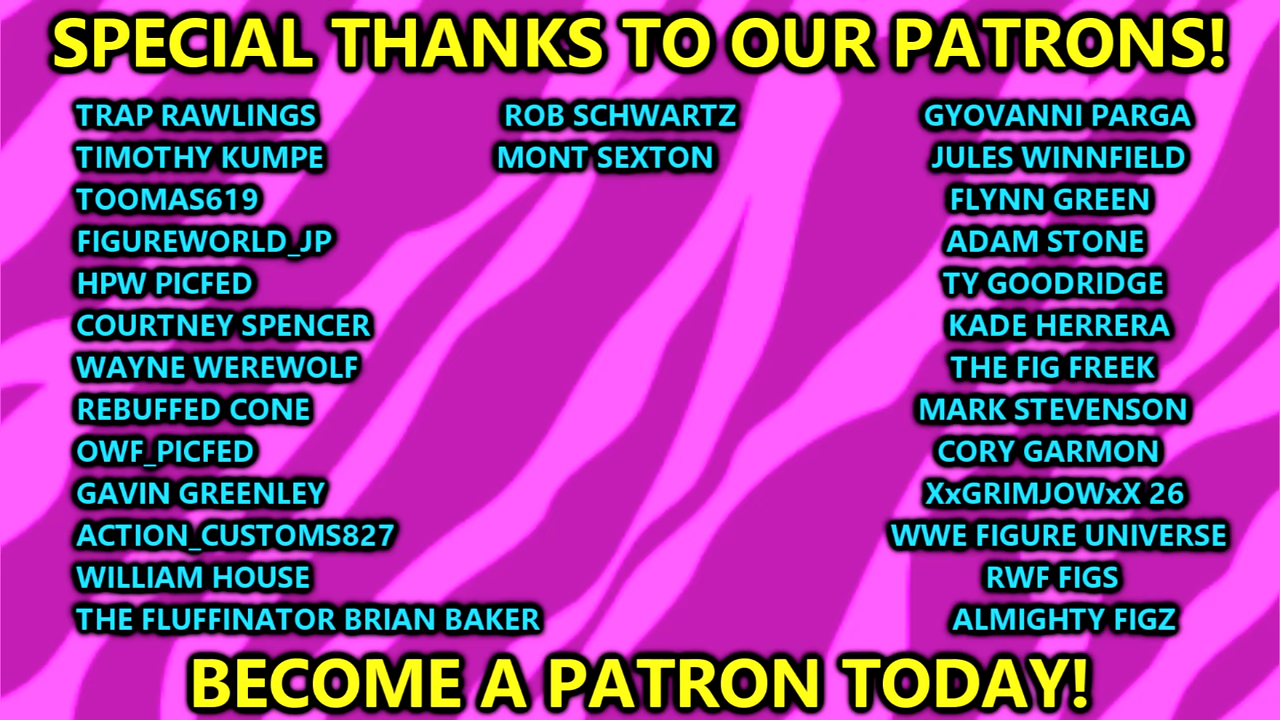 SPECIAL THANKS TO OUR PATRONS!
TRAP RAWLINGS
TIMOTHY KUMPE
TOOMAS619
FIGUREWORLD_JP
HPW PICFED
COURTNEY SPENCER
WAYNE WEREWOLF
REBUFFED CONE
OWF_PICFED
GAVIN GREENLEY
ACTION_CUSTOMS827
WILLIAM HOUSE
THE FLUFFINATOR BRIAN BAKER
ROB SCHWARTZ
MONT SEXTON
GYOVANNI PARGA
JULES WINNFIELD
FLYNN GREEN
ADAM STONE
TY GOODRIDGE
KADE HERRERA
THE FIG FREEK
MARK STEVENSON
CORY GARMON
XxGRIMJOWxX 26
WWE FIGURE UNIVERSE
RWF FIGS
ALMIGHTY FIGZ
BECOME A PATRON TODAY!